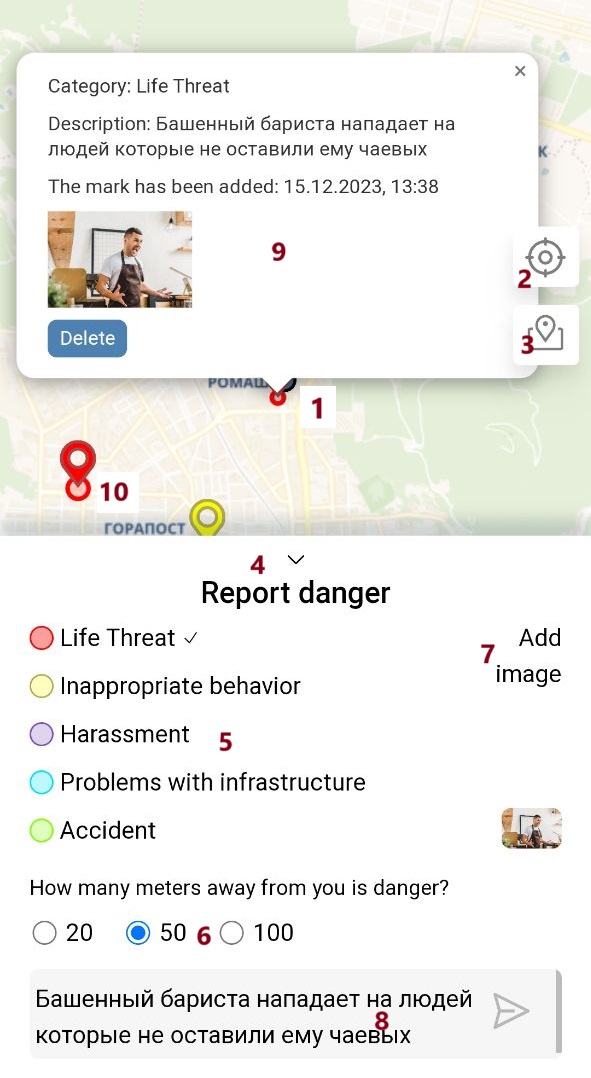 ×
Category: Life Threat
Description: Башенный бариста нападает на
людей которые не оставили ему чаевых
The mark has been added: 15.12.2023, 13:38
9
К
2
Delete
3
РОМАШ
1
10
ГОРАПОСТ
4
Report danger
Life Threat ✓
7 Add
image
Inappropriate behavior
Harassment 5
Problems with infrastructure
Accident
How many meters away from you is danger?
20 50 6 100
Башенный бариста нападает на людей
которые не оставили ему чаевых
8